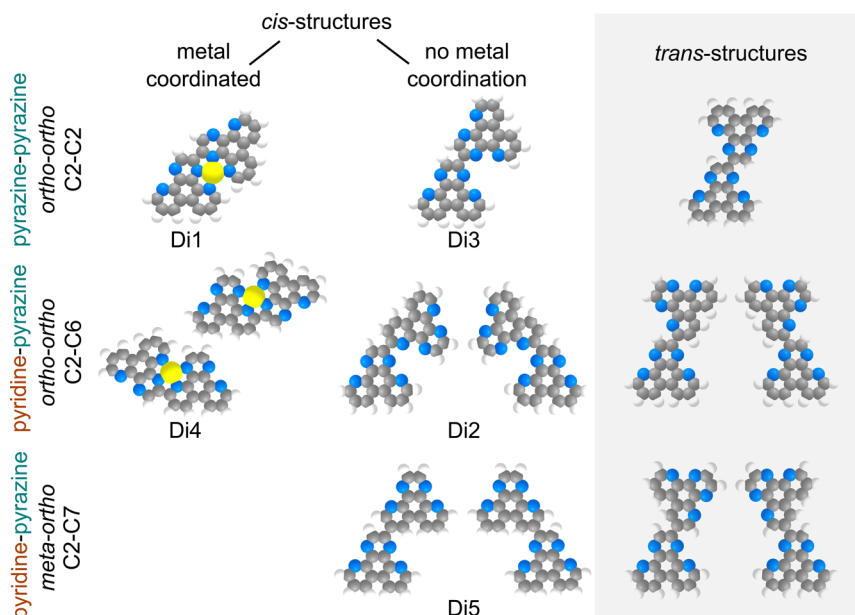 cis-structures
metal
coordinated
no metal
coordination
trans-structures
pyrazine-pyrazine
ortho-ortho
C2-C2
Di1
Di3
pyridine-pyrazine
ortho-ortho
C2-C6
Di4
Di2
pyridine-pyrazine
meta-ortho
C2-C7
Di5